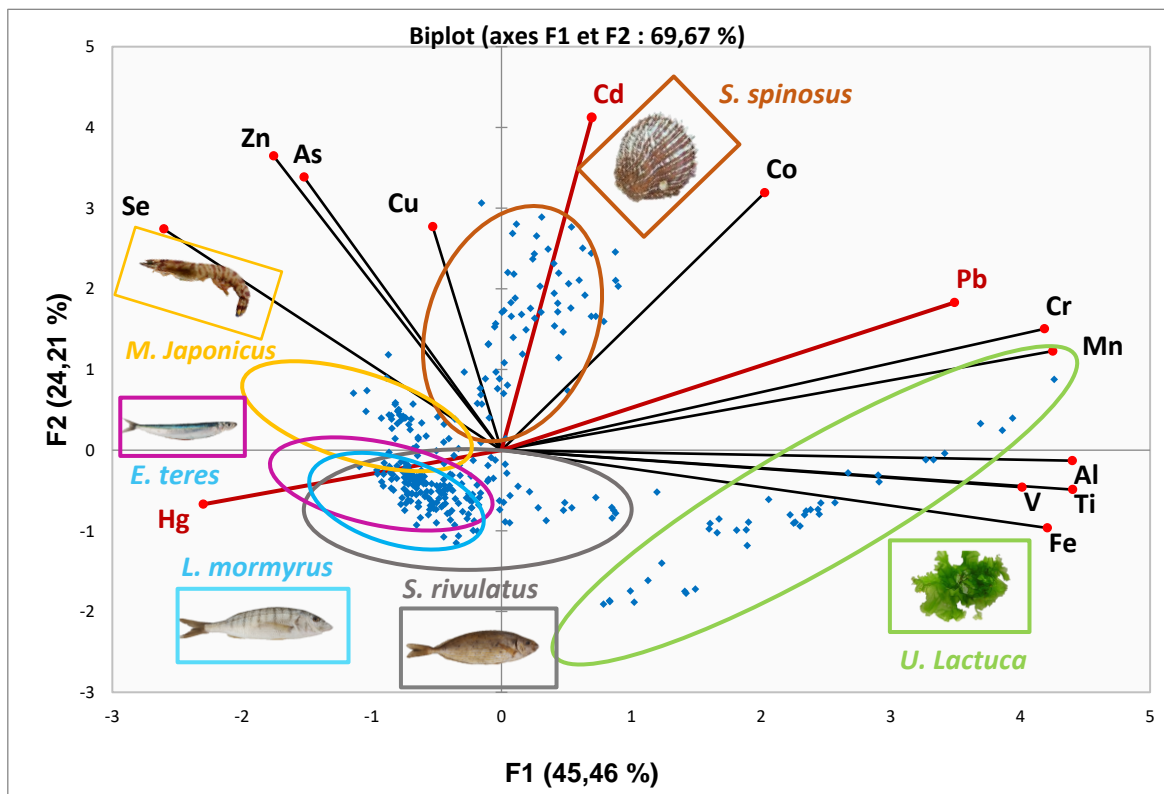 Biplot (axes F1 et F2 : 69,67 %)
5
4
3
2
1
0
-1
-2
-3
F2 (24,21 %)
Cd
S. spinosus
Zn
As
Co
Se
Cu
Pb
Cr
Mn
M. Japonicus
E. teres
Al
V
Ti
Hg
Fe
L. mormyrus
S. rivulatus
U. Lactuca
-3
-2
-1
0
1
2
3
4
5
F1 (45,46 %)